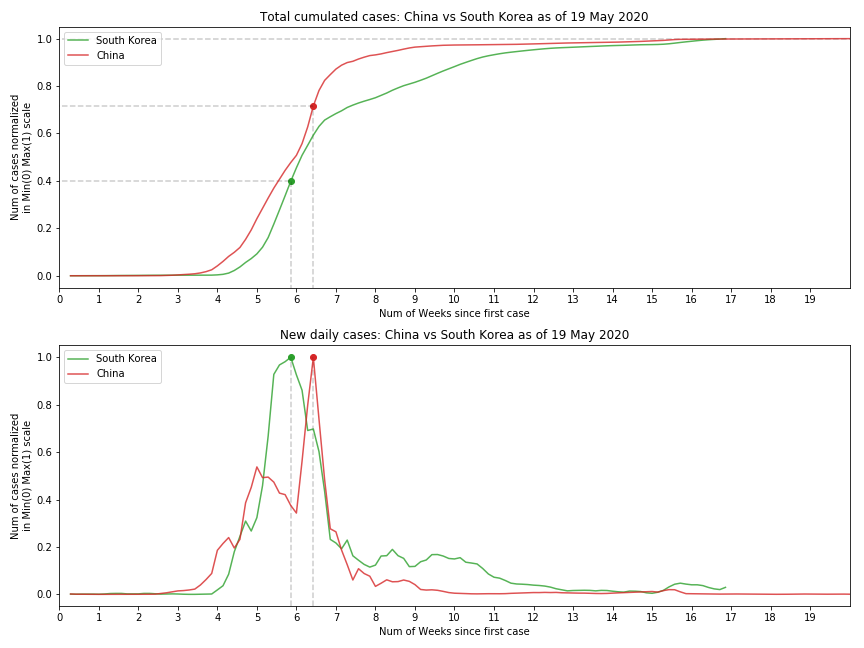 Total cumulated cases: China vs South Korea as of 19 May 2020
Num of cases normalized
in Min(0) Max(1) scale
1.0
0.8
0.6
0.4
0.2
0.0
South Korea
China
0 1 2 3 4 5 6 7 8 9 10 11 12 13 14 15 16 17 18 19
Num of Weeks since first case
New daily cases: China vs South Korea as of 19 May 2020
Num of cases normalized
in Min(0) Max(1) scale
1.0
0.8
0.6
0.4
0.2
0.0
South Korea
China
0 1 2 3 4 5 6 7 8 9 10 11 12 13 14 15 16 17 18 19
Num of Weeks since first case